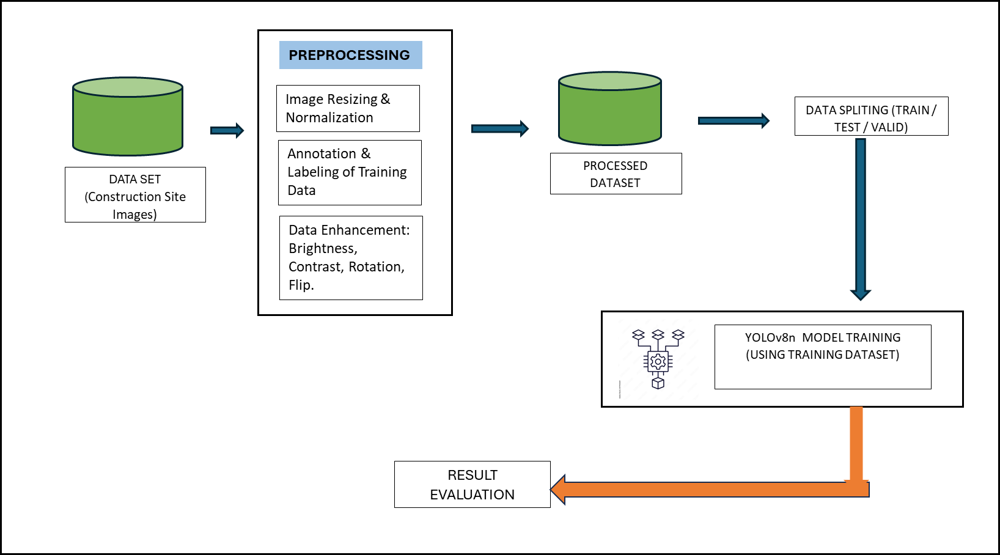 PREPROCESSING
Image Resizing &
Normalization
Annotation &
Labeling of Training
Data
Data Enhancement:
Brightness,
Contrast, Rotation,
Flip.
DATA SET
(Construction Site
Images)
PROCESSED
DATASET
DATA SPLITING (TRAIN /
TEST / VALID)
YOLOv8n MODEL TRAINING
(USING TRAINING DATASET)
RESULT
EVALUATION